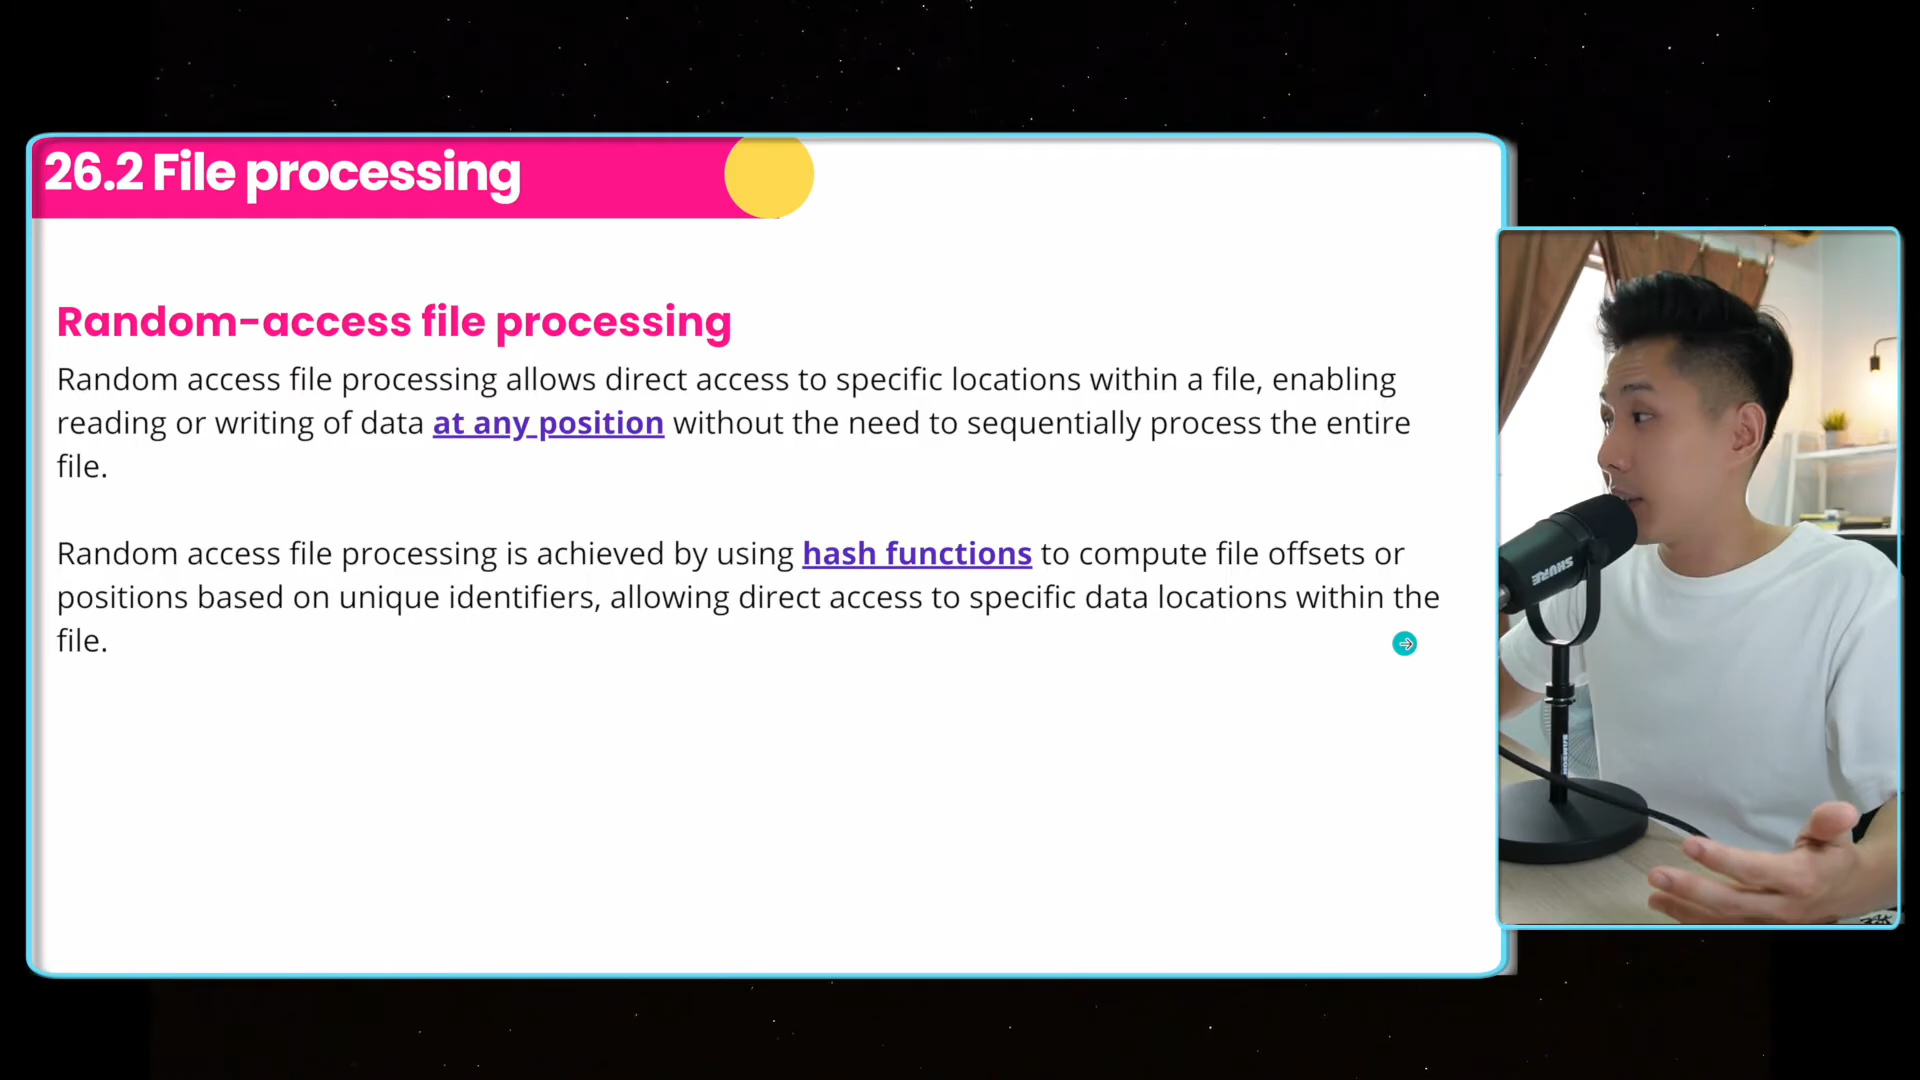 26.2 File processing
Random-access file processing
Random access file processing allows direct access to specific locations within a file, enabling
reading or writing of data at any position without the need to sequentially process the entire
file.
Random access file processing is achieved by using hash functions to compute file offsets or
positions based on unique identifiers, allowing direct access to specific data locations within the
file.
SHURE
SAMSON